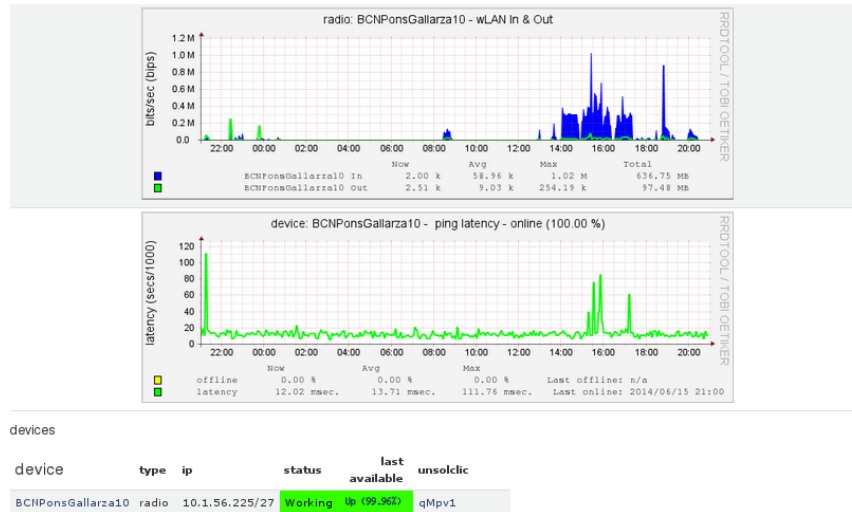 radio: BCNPonsGallarza10 - wLAN In & Out
RRDTOOL / TOBI OETIKER
bits/sec (bips)
1.2 M
1.0 M
0.8 M
0.6 M
0.4 M
0.2 M
0.0
22:00 00:00 02:00 04:00 06:00 08:00 10:00 12:00 14:00 16:00 18:00 20:00
Now Avg Max Total
BCNPonsGallarza10 In 2.00 k 58.96 k 1.02 M 636.75 MB
BCNPonsGallarza10 Out 2.51 k 9.03 k 254.19 k 97.48 MB
device: BCNPonsGallarza10 - ping latency - online (100.00 %)
RRDTOOL / TOBI OETIKER
latency (secs/1000)
120
100
80
60
40
20
0
22:00 00:00 02:00 04:00 06:00 08:00 10:00 12:00 14:00 16:00 18:00 20:00
Now Avg Max
offline 0.00 % 0.00 % 0.00 % Last offline: n/a
latency 12.02 msec. 13.71 msec. 111.76 msec. Last online: 2014/06/15 21:00
devices
device type ip status last available unsolclic
BCNPonsGallarza10 radio 10.1.56.225/27 Working Up (99.96%) qMpv1